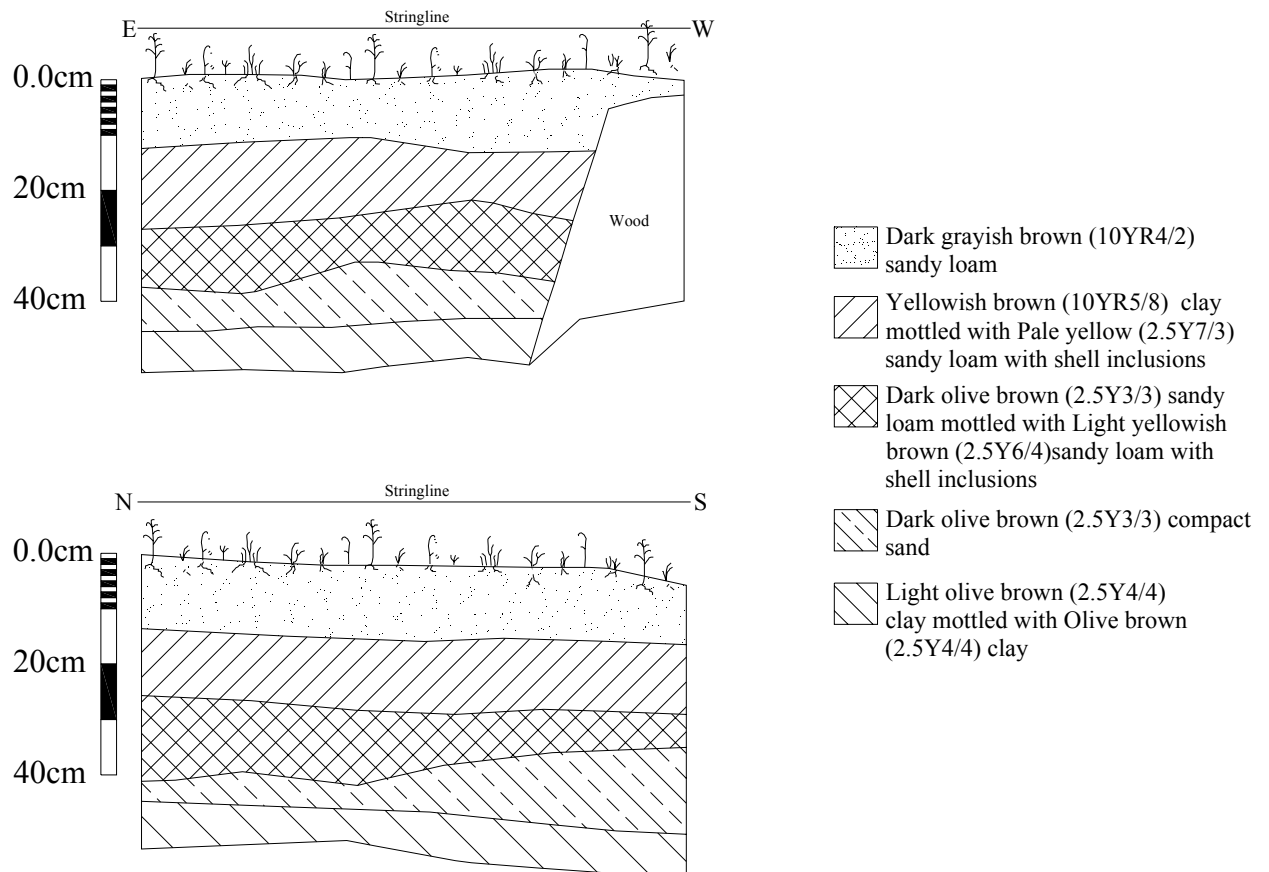 Stringline
E W
0.0cm
20cm
40cm
Wood
Dark grayish brown (10YR4/2)
sandy loam
Yellowish brown (10YR5/8) clay
mottled with Pale yellow (2.5Y7/3)
sandy loam with shell inclusions
Dark olive brown (2.5Y3/3) sandy
loam mottled with Light yellowish
brown (2.5Y6/4)sandy loam with
shell inclusions
Dark olive brown (2.5Y3/3) compact
sand
Light olive brown (2.5Y4/4)
clay mottled with Olive brown
(2.5Y4/4) clay
Stringline
N S
0.0cm
20cm
40cm